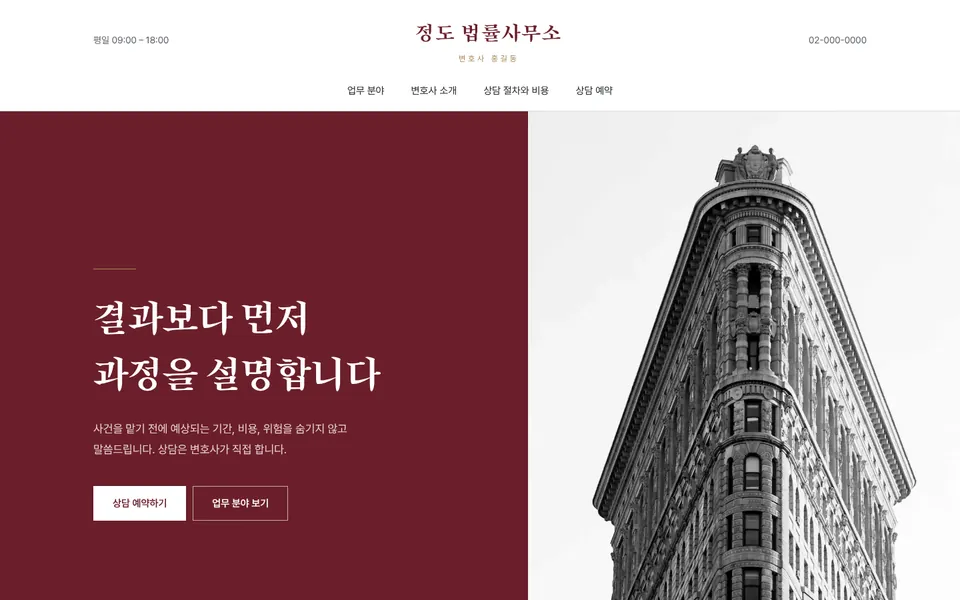 평일 09:00 – 18:00
정도 법률사무소
02-000-0000
변호사 홍길동
업무 분야
변호사 소개
상담 절차와 비용
상담 예약
결과보다 먼저
과정을 설명합니다
사건을 맡기 전에 예상되는 기간, 비용, 위험을 숨기지 않고
말씀드립니다. 상담은 변호사가 직접 합니다.
상담 예약하기
업무 분야 보기